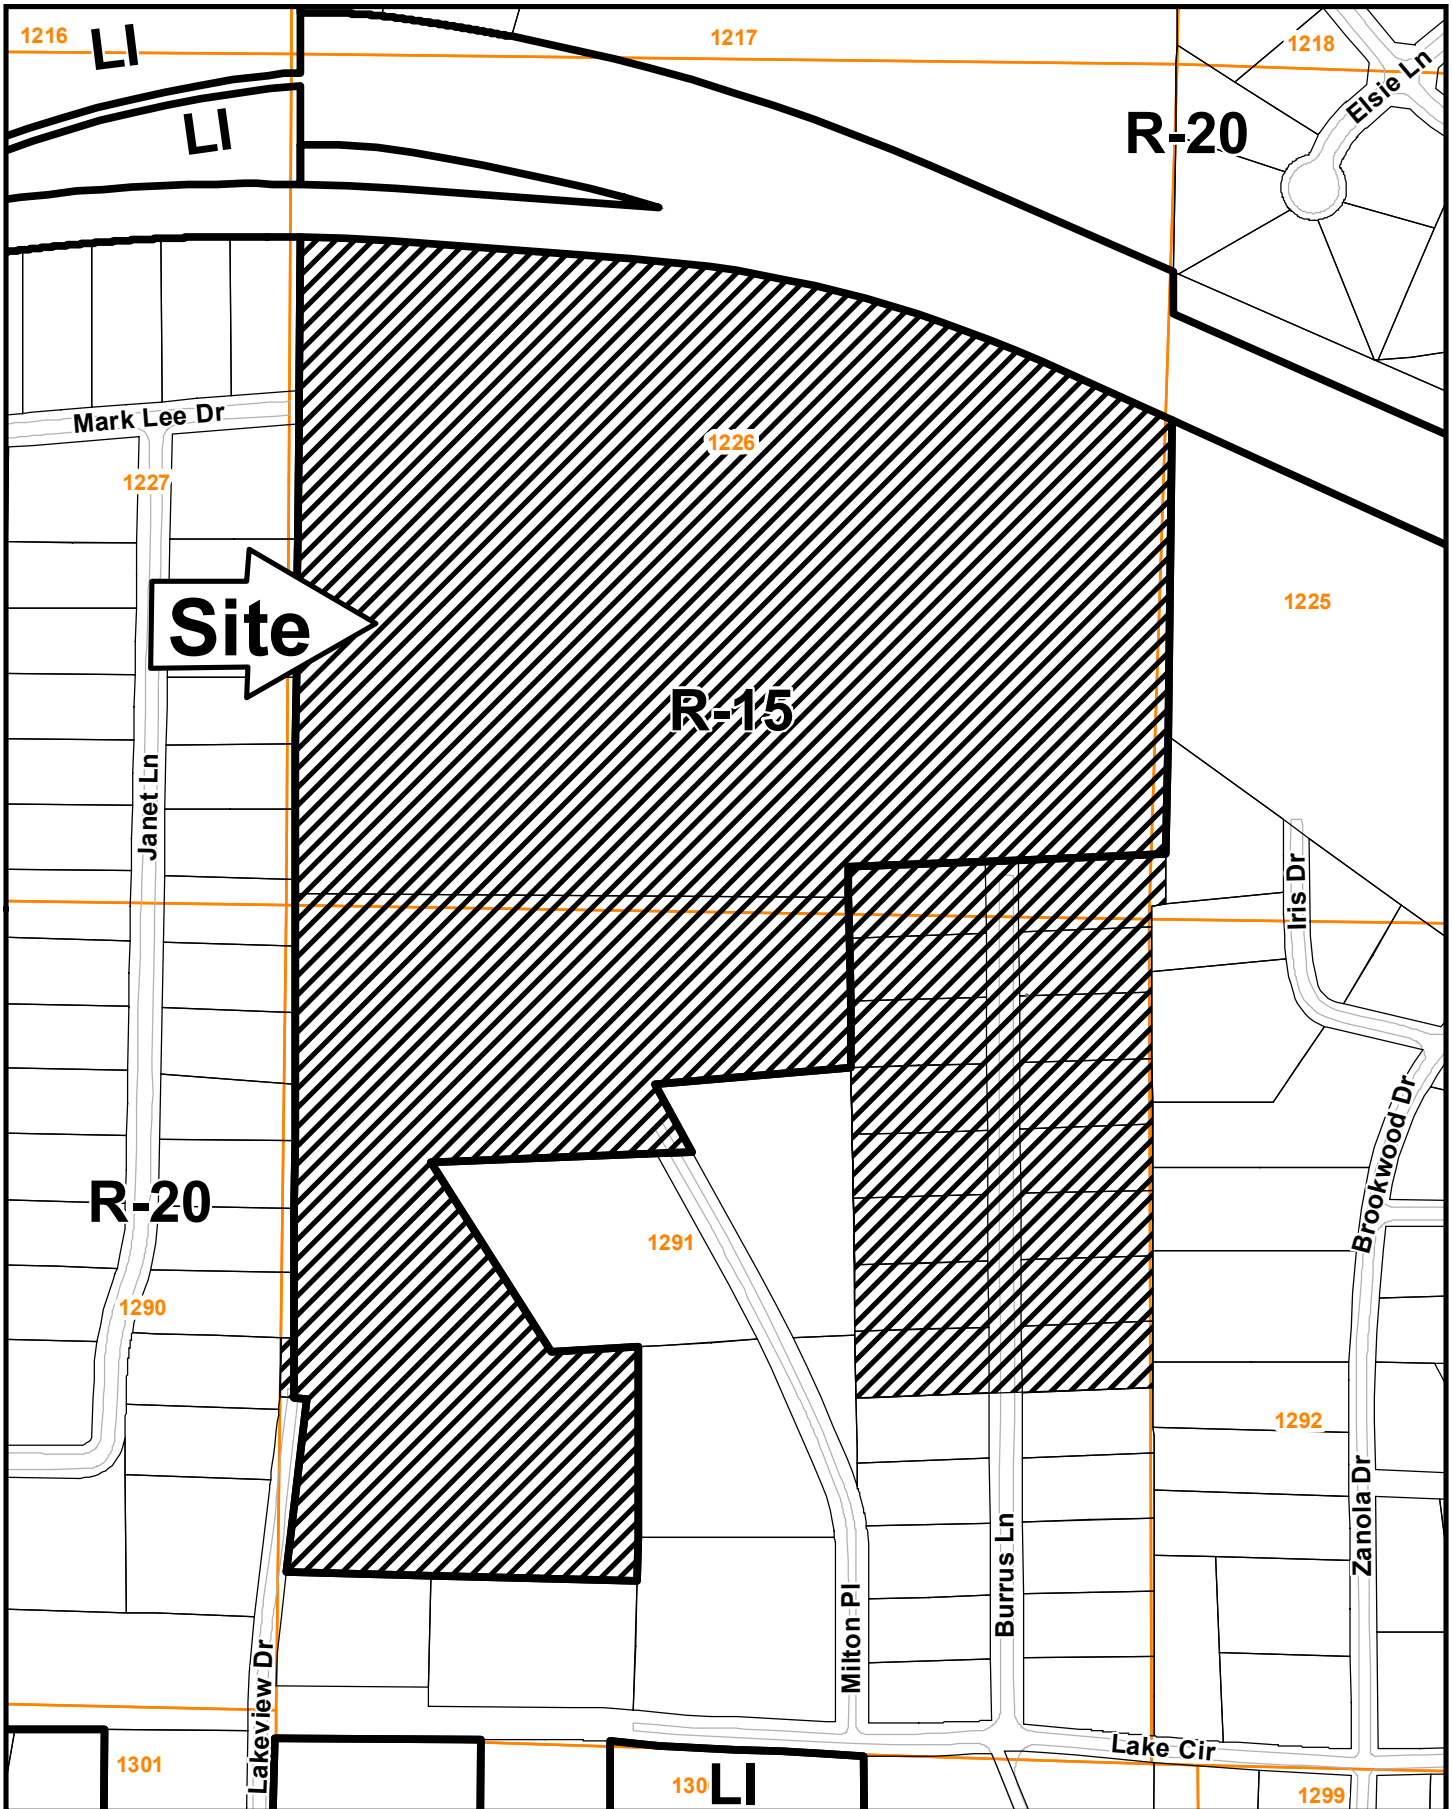 1216
LI
1217
1218
Elsie Ln
LI
R-20
Mark Lee Dr
1226
1227
1225
Site
R-15
Janet Ln
Iris Dr
Brookwood Dr
R-20
1291
1290
1292
Zanola Dr
Burrus Ln
Milton Pl
Lakeview Dr
Lake Cir
1301
130
LI
1299